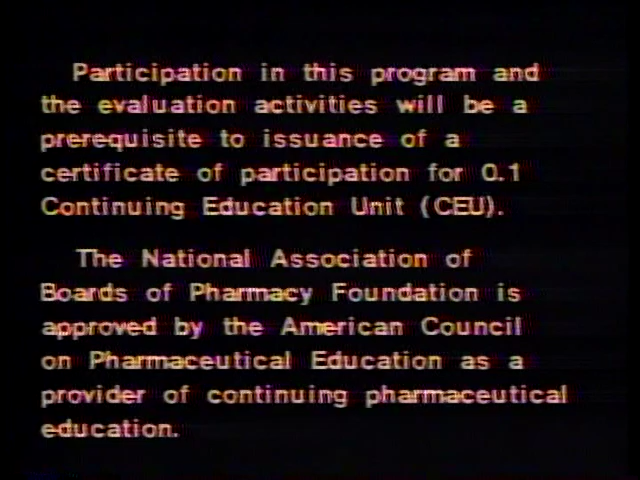 Participation in this program and
the evaluation activities will be a
prerequisite to issuance of a
certificate of participation for 0.1
Continuing Education Unit (CEU).
The National Association of
Boards of Pharmacy Foundation is
approved by the American Council
on Pharmaceutical Education as a
provider of continuing pharmaceutical
education.